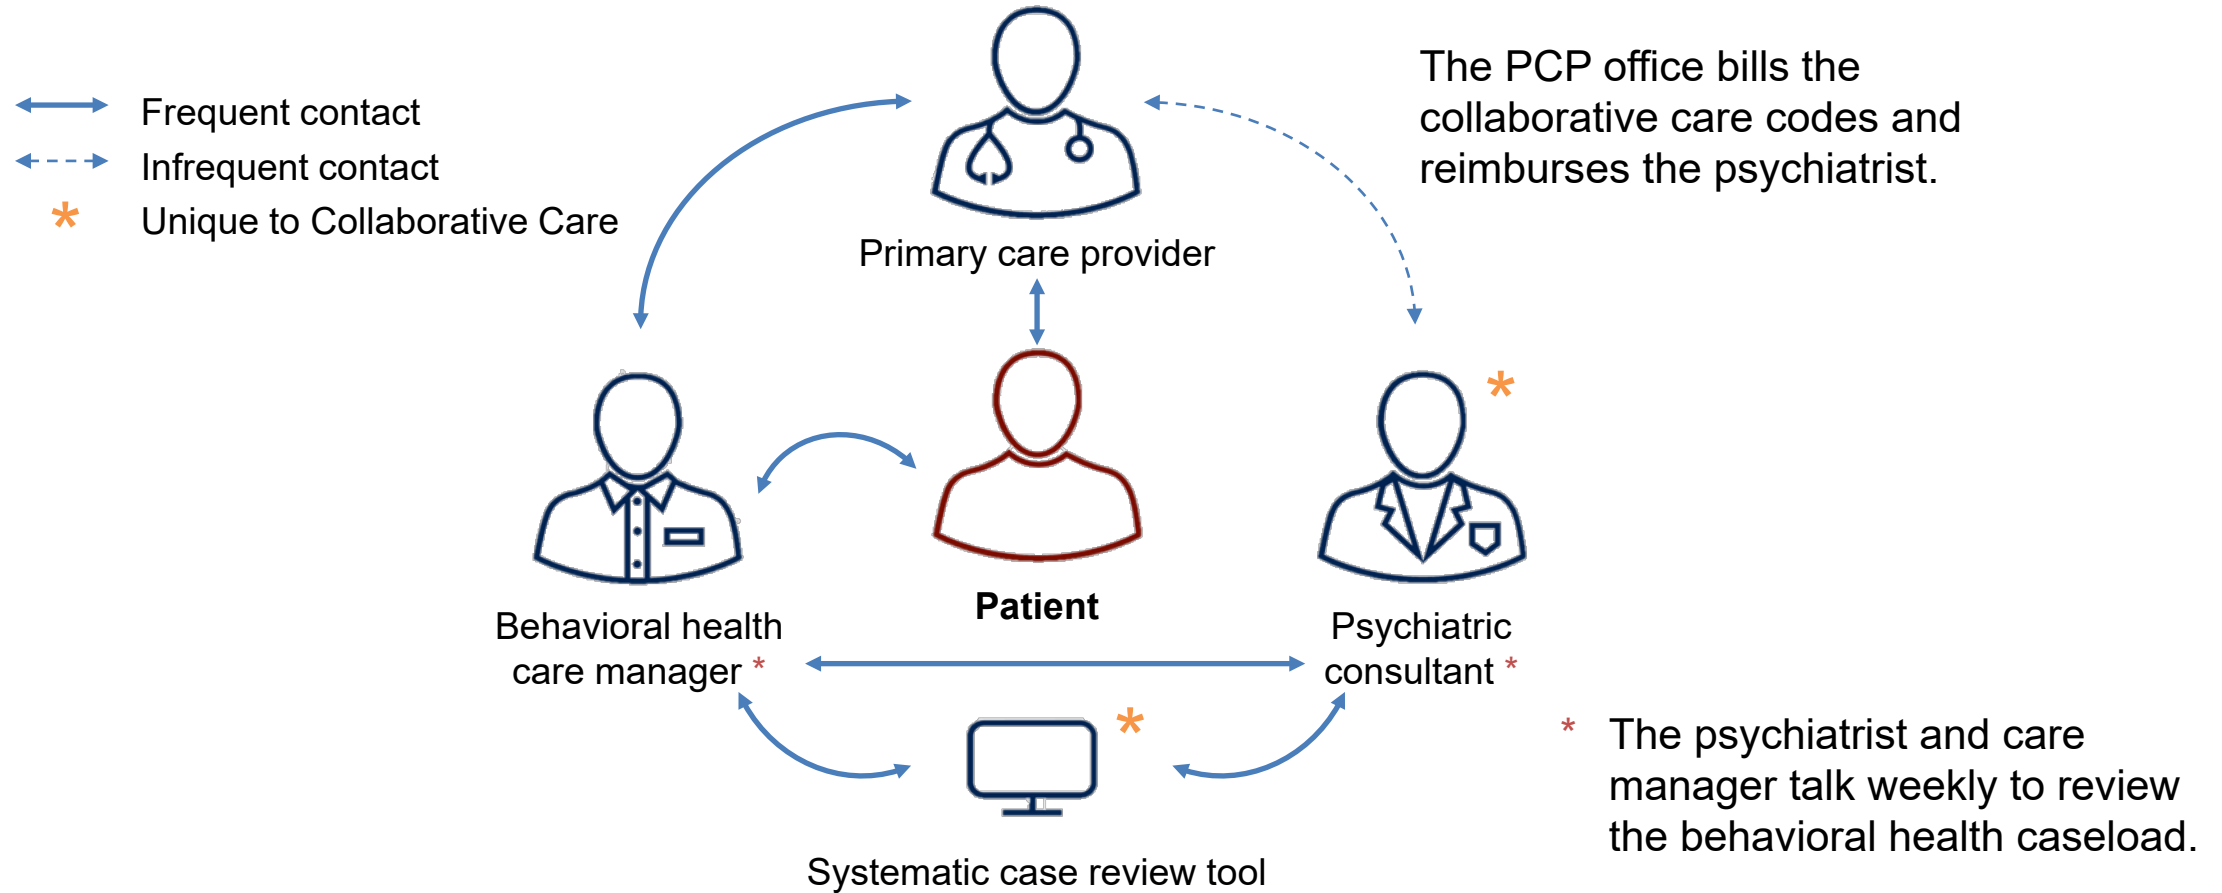 Frequent contact
Infrequent contact
* Unique to Collaborative Care
The PCP office bills the
collaborative care codes and
reimburses the psychiatrist.
Primary care provider
*
Patient
Behavioral health
care manager *
Psychiatric
consultant *
*
Systematic case review tool
* The psychiatrist and care
manager talk weekly to review
the behavioral health caseload.